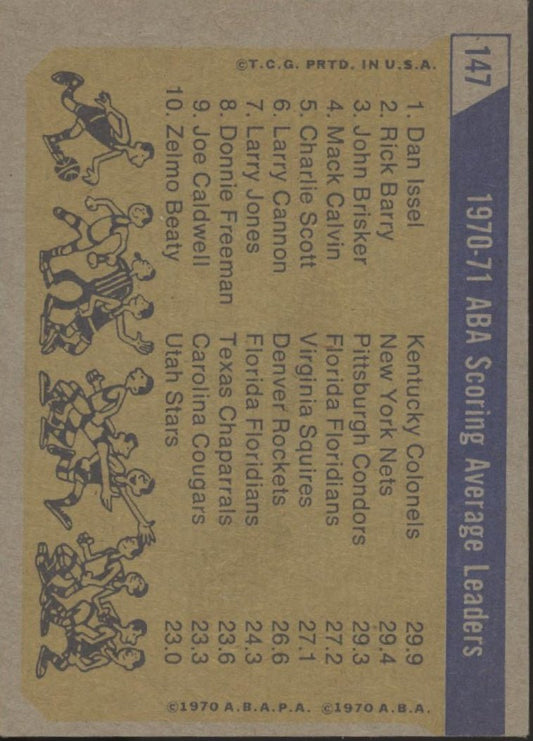 147
1970-71 ABA Scoring Average Leaders
1. Dan Issel Kentucky Colonels 29.9
2. Rick Barry New York Nets 29.4
3. John Brisker Pittsburgh Condors 29.3
4. Mack Calvin Florida Floridians 27.2
5. Charlie Scott Virginia Squires 27.1
6. Larry Cannon Denver Rockets 26.6
7. Larry Jones Florida Floridians 24.3
8. Donnie Freeman Texas Chaparrals 23.6
9. Joe Caldwell Carolina Cougars 23.3
10. Zelmo Beaty Utah Stars 23.0
©T.C.G. PRTD. IN U.S.A.
©1970 A.B.A.P.A. ©1970 A.B.A.